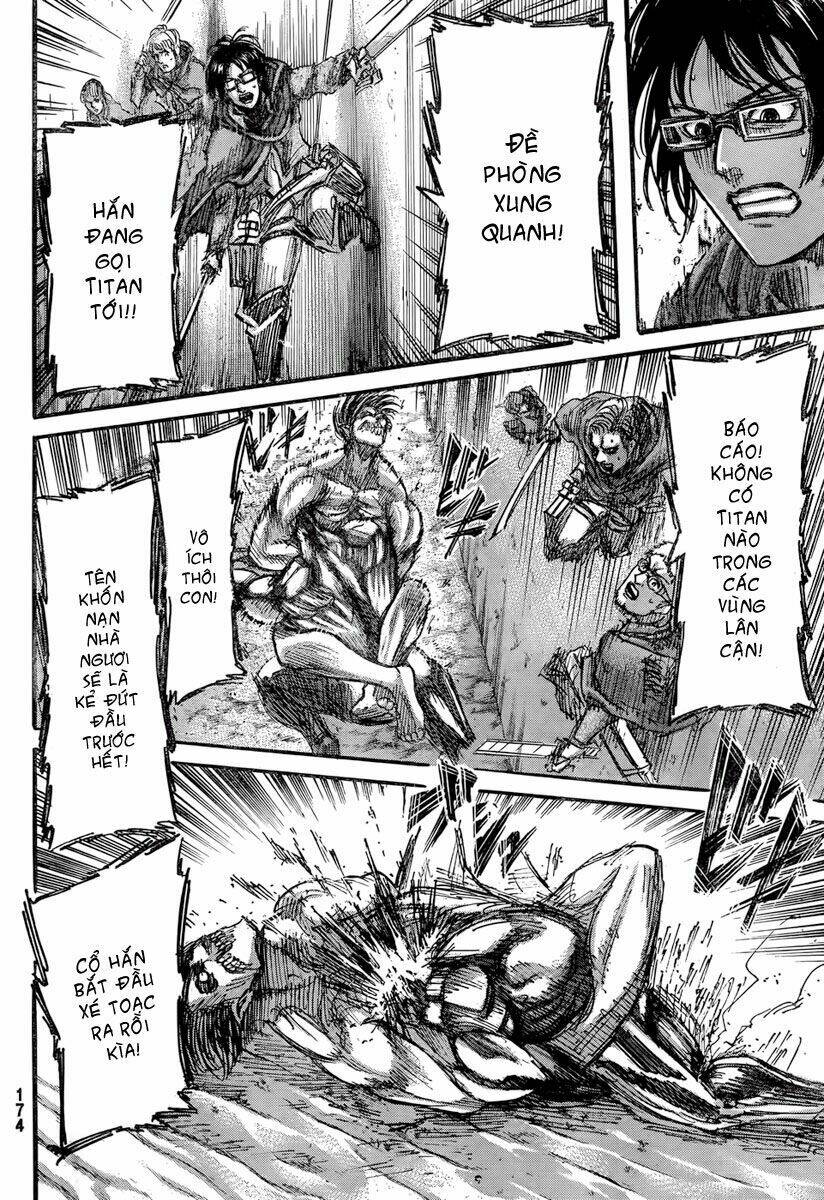 ĐỀ
PHÒNG
XUNG
QUANH!
HẮN
ĐANG
GỌI
TITAN
TỚI!!
BÁO
CÁO!
KHÔNG
CÓ
TITAN
NÀO
TRONG
CÁC
VÙNG
LÂN
CẬN!
VÔ
ÍCH
THÔI
CON!
TÊN
KHỐN
NẠN
NHÀ
NGƯƠI
SẼ LÀ
KẺ ĐỨT
ĐẦU
TRƯỚC
HẾT!
CỔ HẮN
BẮT ĐẦU
XÉ TOẠC
RA RỒI
KÌA!
174